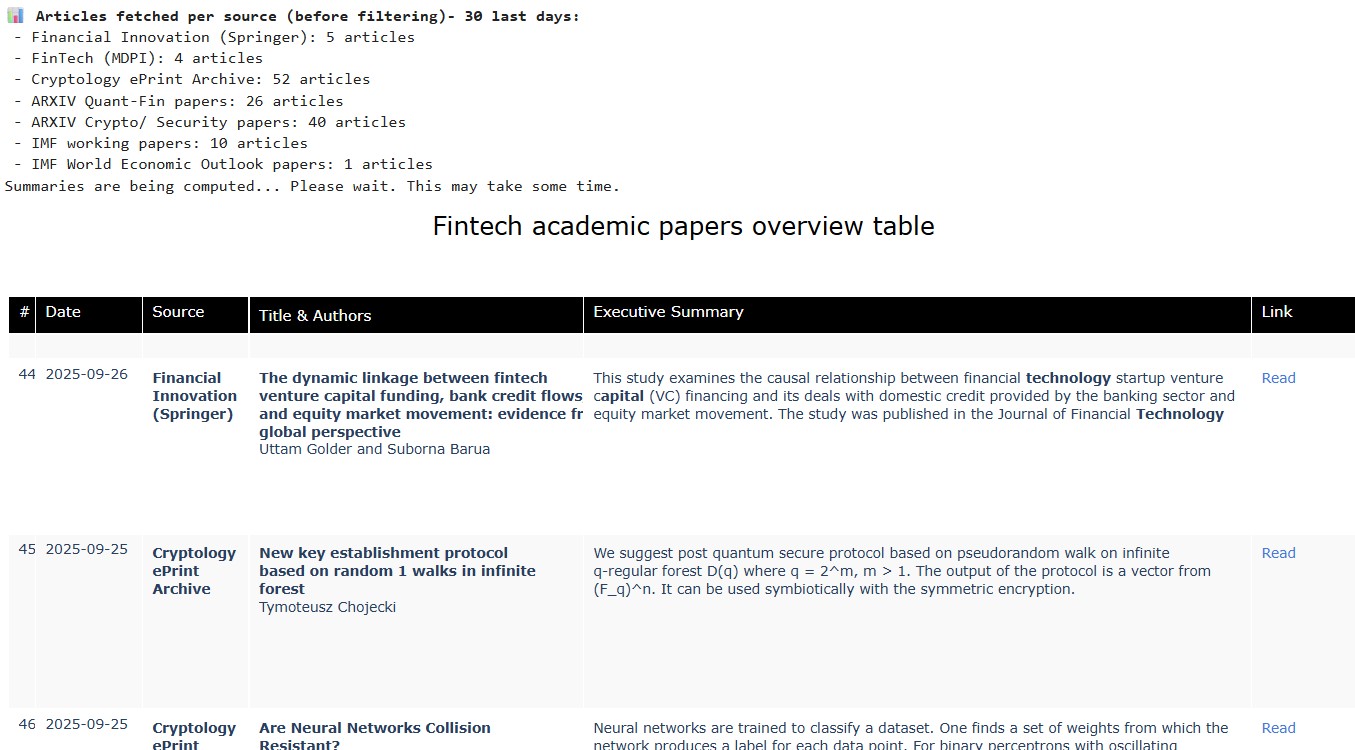 📊 Articles fetched per source (before filtering)- 30 last days:
- Financial Innovation (Springer): 5 articles
- FinTech (MDPI): 4 articles
- Cryptology ePrint Archive: 52 articles
- ARXIV Quant-Fin papers: 26 articles
- ARXIV Crypto/ Security papers: 40 articles
- IMF working papers: 10 articles
- IMF World Economic Outlook papers: 1 articles
Summaries are being computed... Please wait. This may take some time.
Fintech academic papers overview table
# Date Source Title & Authors Executive Summary Link
44 2025-09-26
Financial
Innovation
(Springer)
The dynamic linkage between fintech
venture capital funding, bank credit flows
and equity market movement: evidence fr
global perspective
Uttam Golder and Suborna Barua
This study examines the causal relationship between financial technology startup venture
capital (VC) financing and its deals with domestic credit provided by the banking sector and
equity market movement. The study was published in the Journal of Financial Technology
Read
45 2025-09-25
Cryptology
ePrint
Archive
New key establishment protocol
based on random 1 walks in infinite
forest
Tymoteusz Chojecki
We suggest post quantum secure protocol based on pseudorandom walk on infinite
q-regular forest D(q) where q = 2^m, m > 1. The output of the protocol is a vector from
(F_q)^n. It can be used symbiotically with the symmetric encryption.
Read
46 2025-09-25
Cryptology
ePrint
Are Neural Networks Collision
Resistant?
Neural networks are trained to classify a dataset. One finds a set of weights from which the
network produces a label for each data point. For binary perceptrons with oscillating
Read